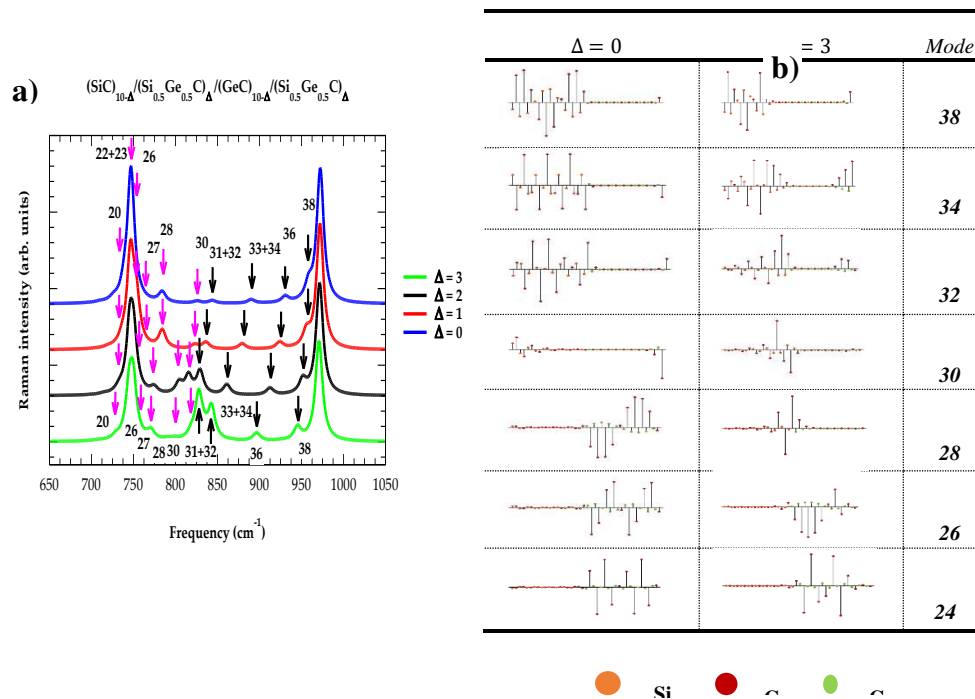 a)
(SiC)10-Δ/(Si0.5Ge0.5C)Δ/(GeC)10-Δ/(Si0.5Ge0.5C)Δ
Raman intensity (arb. units)
22+23
26
20
27
28
30
31+32
33+34
36
38
20
26
27
28
30
31+32
33+34
36
38
650 700 750 800 850 900 950 1000 1050
Frequency (cm-1)
Δ = 3
Δ = 2
Δ = 1
Δ = 0
b)
Δ = 0 = 3 Mode
38
34
32
30
28
26
24
Si